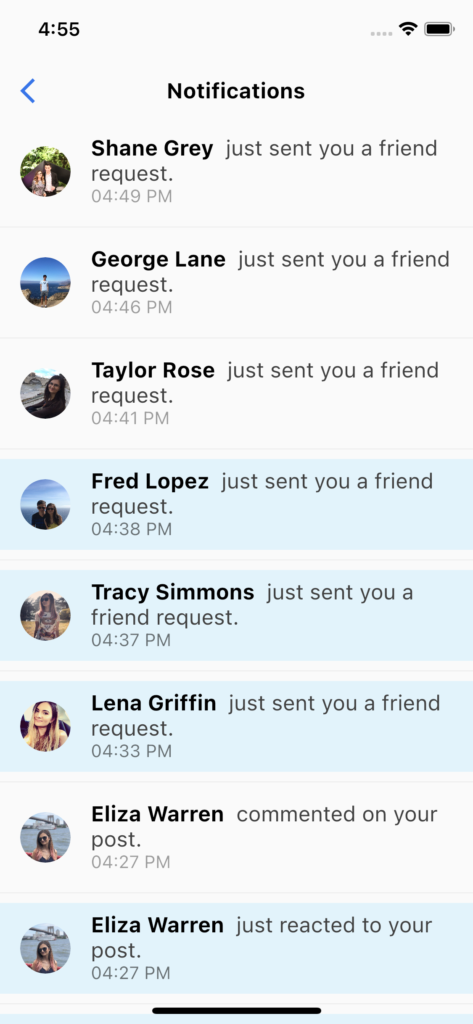 4:55
Notifications
Shane Grey just sent you a friend
request.
04:49 PM
George Lane just sent you a friend
request.
04:46 PM
Taylor Rose just sent you a friend
request.
04:41 PM
Fred Lopez just sent you a friend
request.
04:38 PM
Tracy Simmons just sent you a
friend request.
04:37 PM
Lena Griffin just sent you a friend
request.
04:33 PM
Eliza Warren commented on your
post.
04:27 PM
Eliza Warren just reacted to your
post.
04:27 PM